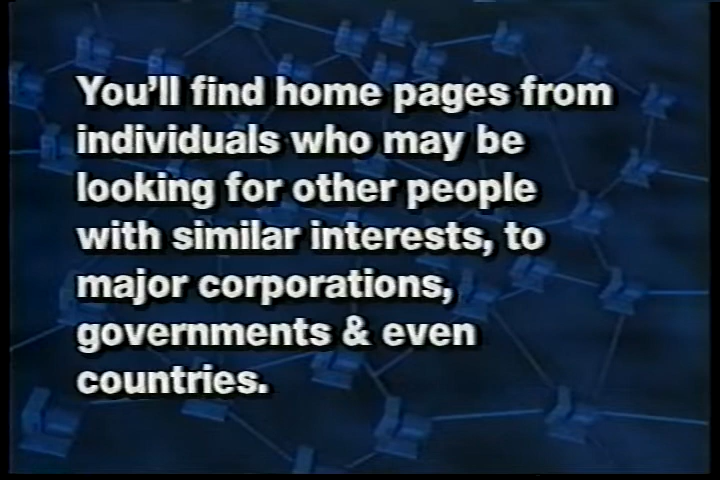 You'll find home pages from
individuals who may be
looking for other people
with similar interests, to
major corporations,
governments & even
countries.